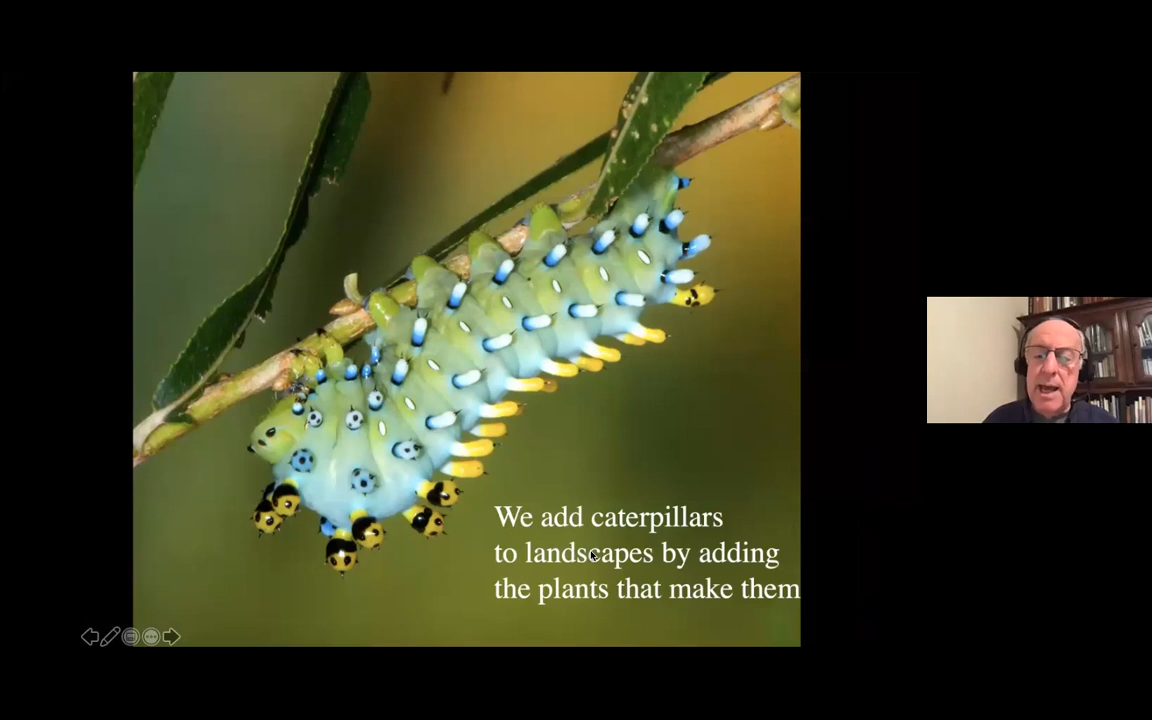 We add caterpillars
to landscapes by adding
the plants that make them